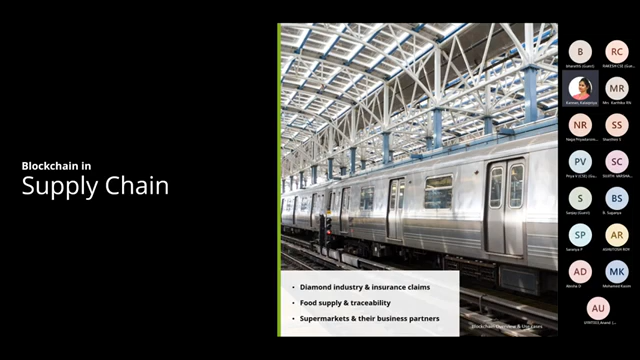 Blockchain in
Supply Chain
• Diamond industry & insurance claims
• Food supply & traceability
• Supermarkets & their business partners
Blockchain Overview & Use Cases
B
RC
MR
NR
SS
PV
SC
S
BS
B. Suganya
SP
AR
AD
MK
AU